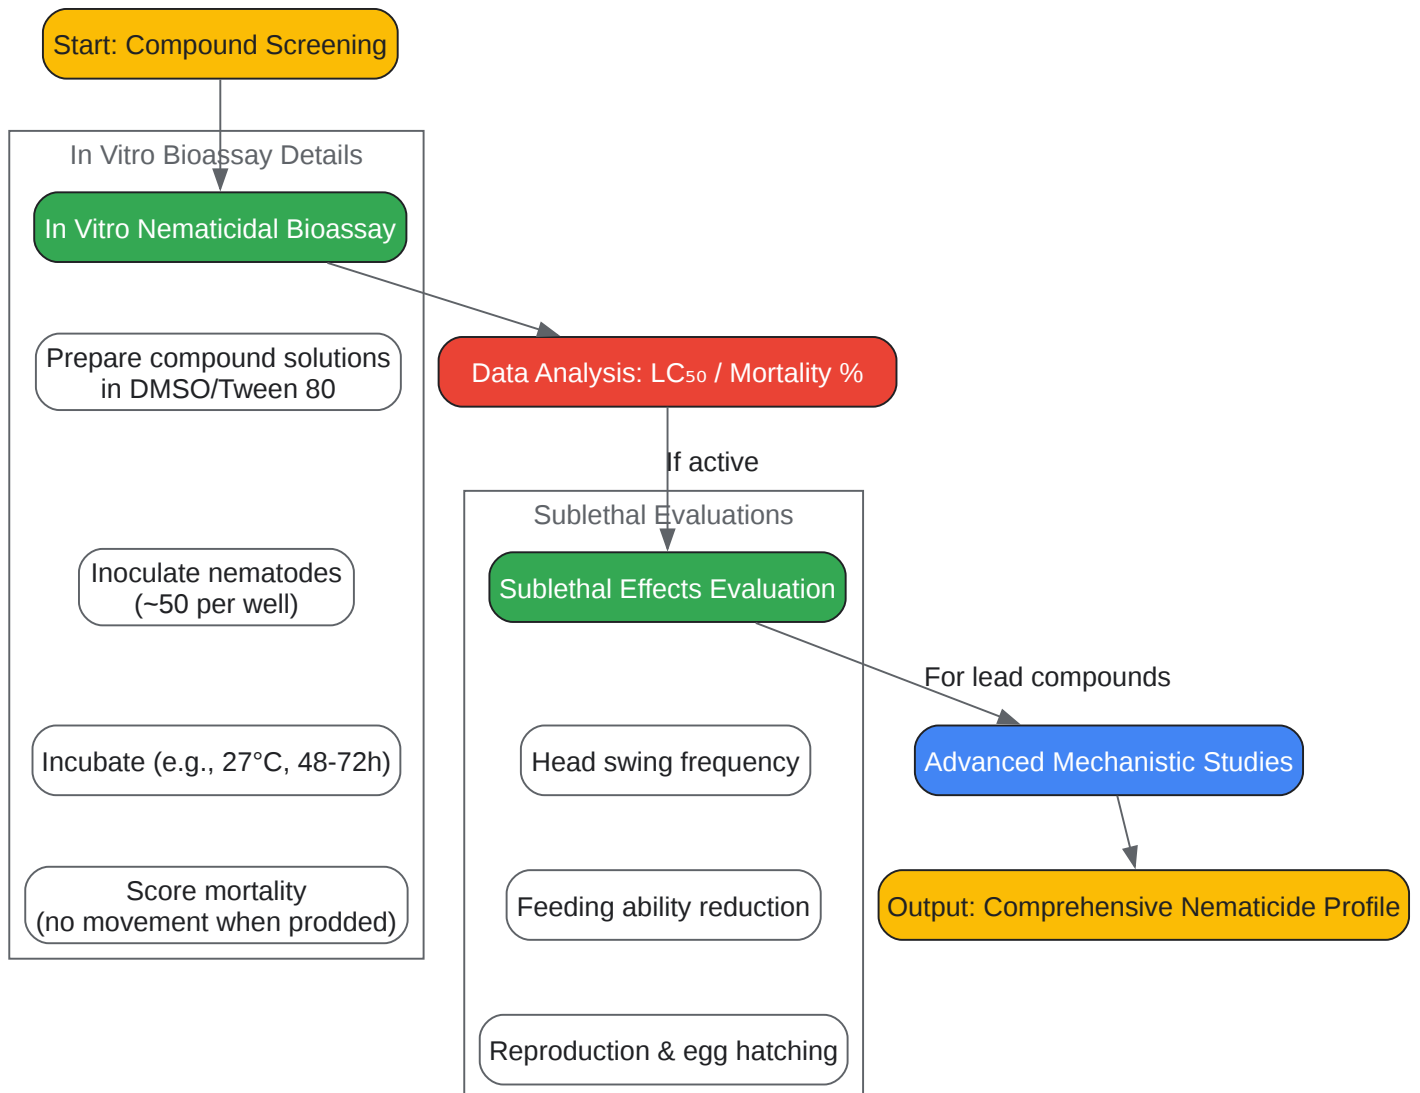 Start: Compound Screening
In Vitro Bioassay Details
In Vitro Nematicidal Bioassay
Prepare compound solutions
in DMSO/Tween 80
Inoculate nematodes
(~50 per well)
Incubate (e.g., 27°C, 48-72h)
Score mortality
(no movement when prodded)
Data Analysis: LC₅₀ / Mortality %
If active
Sublethal Evaluations
Sublethal Effects Evaluation
Head swing frequency
Feeding ability reduction
Reproduction & egg hatching
For lead compounds
Advanced Mechanistic Studies
Output: Comprehensive Nematicide Profile